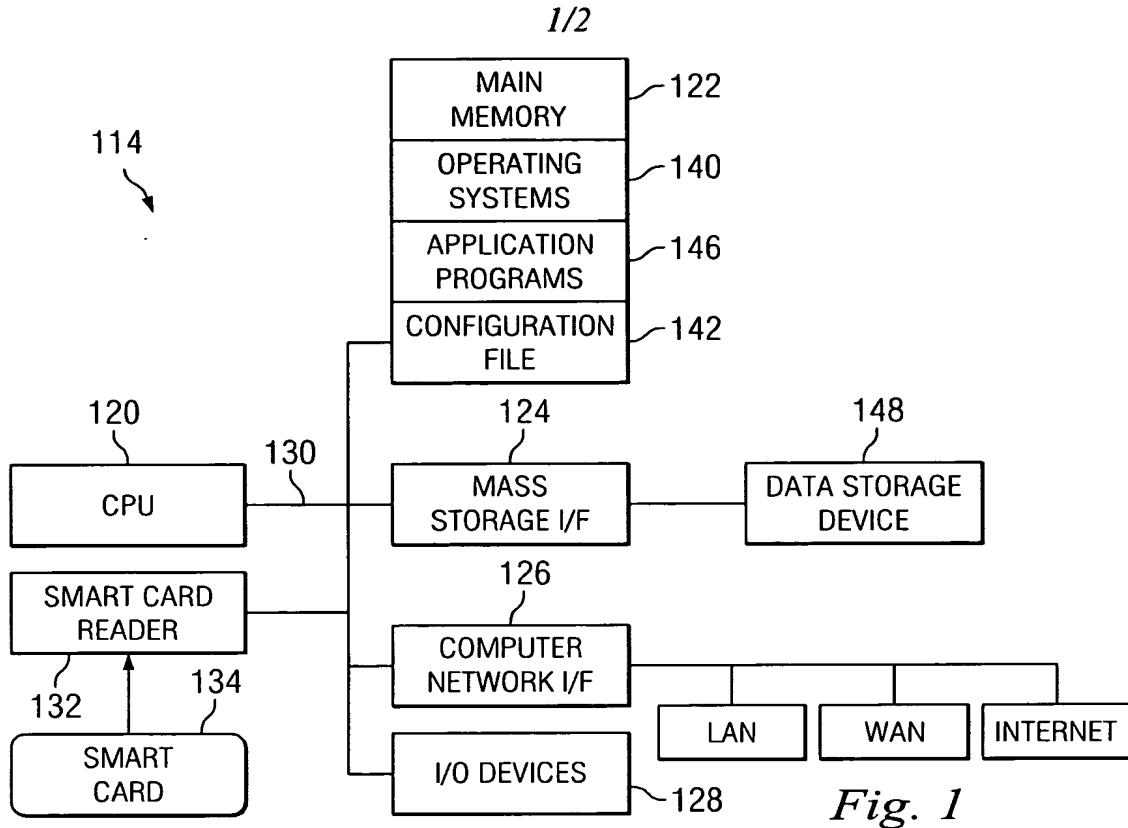 1/2
MAIN
MEMORY
122
114
OPERATING
SYSTEMS
140
APPLICATION
PROGRAMS
146
CONFIGURATION
FILE
142
120
CPU
130
124
MASS
STORAGE I/F
148
DATA STORAGE
DEVICE
SMART CARD
READER
132
126
COMPUTER
NETWORK I/F
134
SMART
CARD
LAN
WAN
INTERNET
I/O DEVICES
128
Fig. 1